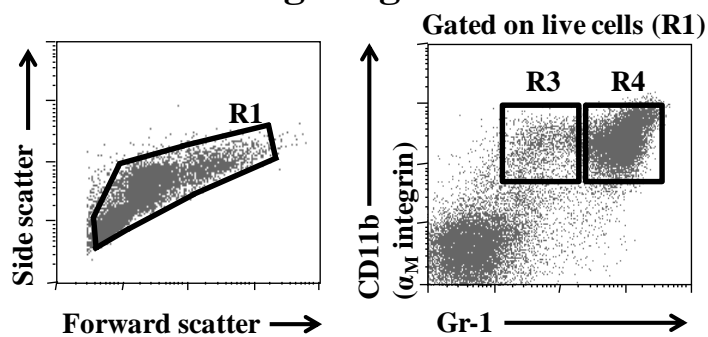 Gated on live cells (R1)
R1
R3 R4
Side scatter
CD11b
(αM integrin)
Forward scatter
Gr-1